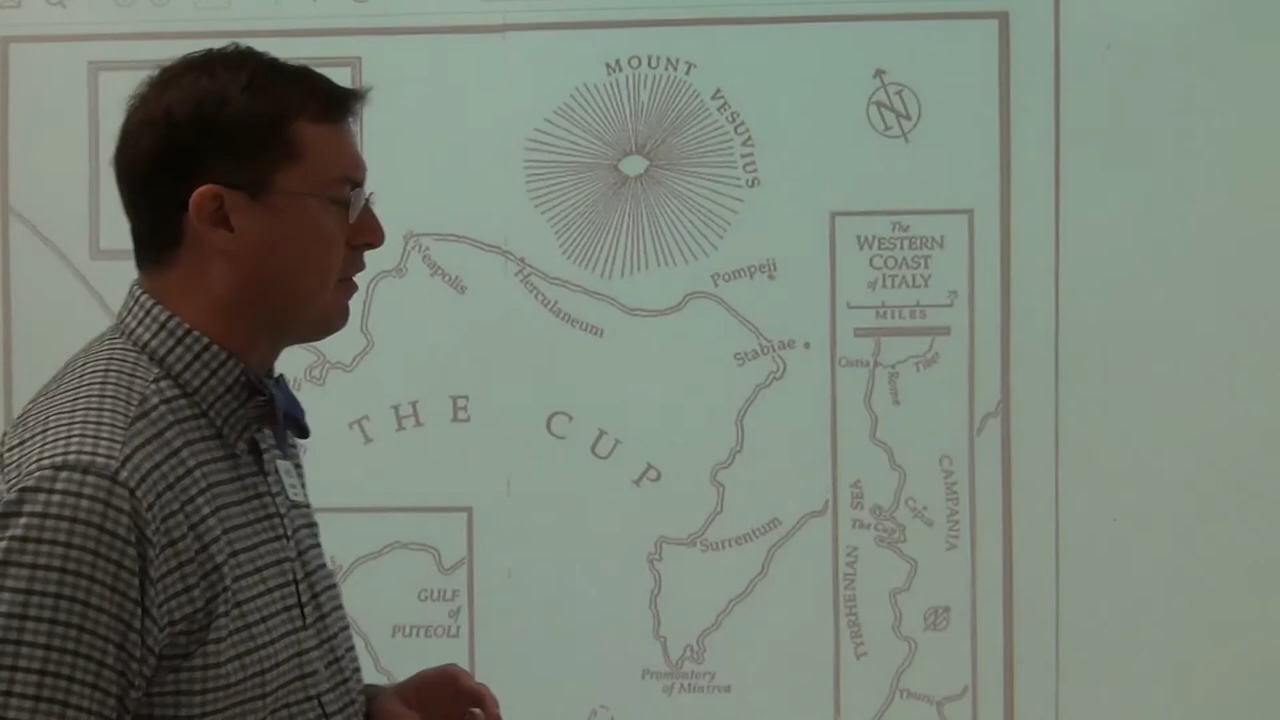 MOUNT
VESUVIUS
N
The
WESTERN
COAST
of ITALY
MILES
Neapolis
Herculaneum
Pompeji
Stabiae
Ostia
Tiber
Rome
THE CUP
CAMPANIA
SEA
Capua
The Cup
Surrentum
TYRRHENIAN
GULF
of
PUTEOLI
Promontory
of Minerva
Thurii